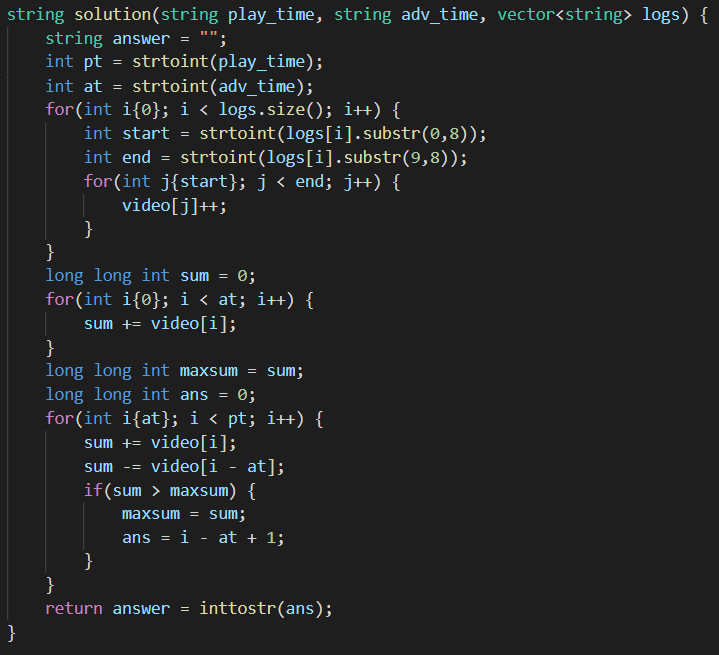 string solution(string play_time, string adv_time, vector<string> logs) {
    string answer = "";
    int pt = strtoint(play_time);
    int at = strtoint(adv_time);
    for(int i{0}; i < logs.size(); i++) {
        int start = strtoint(logs[i].substr(0,8));
        int end = strtoint(logs[i].substr(9,8));
        for(int j{start}; j < end; j++) {
            video[j]++;
        }
    }
    long long int sum = 0;
    for(int i{0}; i < at; i++) {
        sum += video[i];
    }
    long long int maxsum = sum;
    long long int ans = 0;
    for(int i{at}; i < pt; i++) {
        sum += video[i];
        sum -= video[i - at];
        if(sum > maxsum) {
            maxsum = sum;
            ans = i - at + 1;
        }
    }
    return answer = inttostr(ans);
}